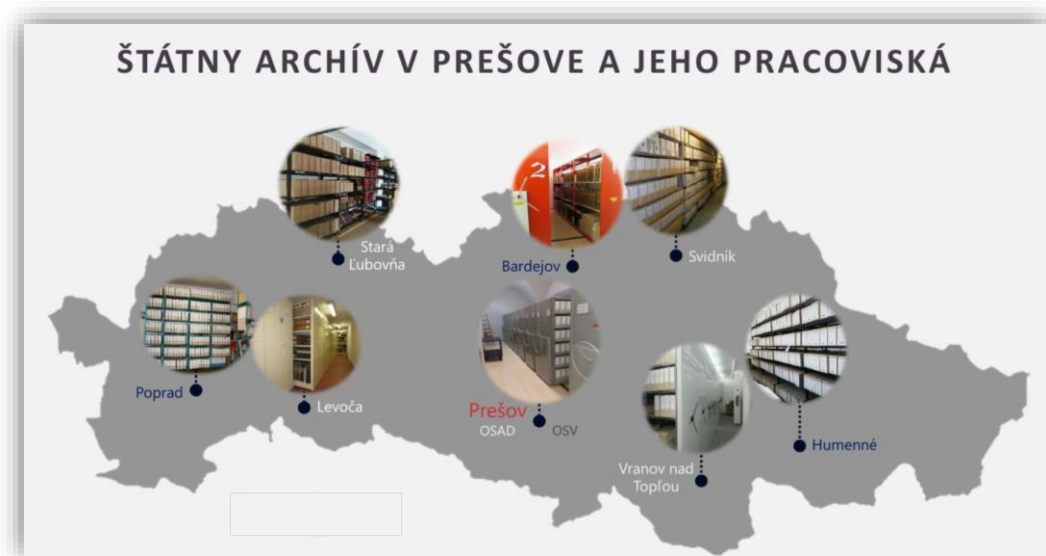 ŠTÁTNY ARCHÍV V PREŠOVE A JEHO PRACOVISKÁ
2
Stará
Ľubovňa
Bardejov
Svidník
Poprad
Levoča
Prešov
OSAD OSV
Vranov nad
Topľou
Humenné